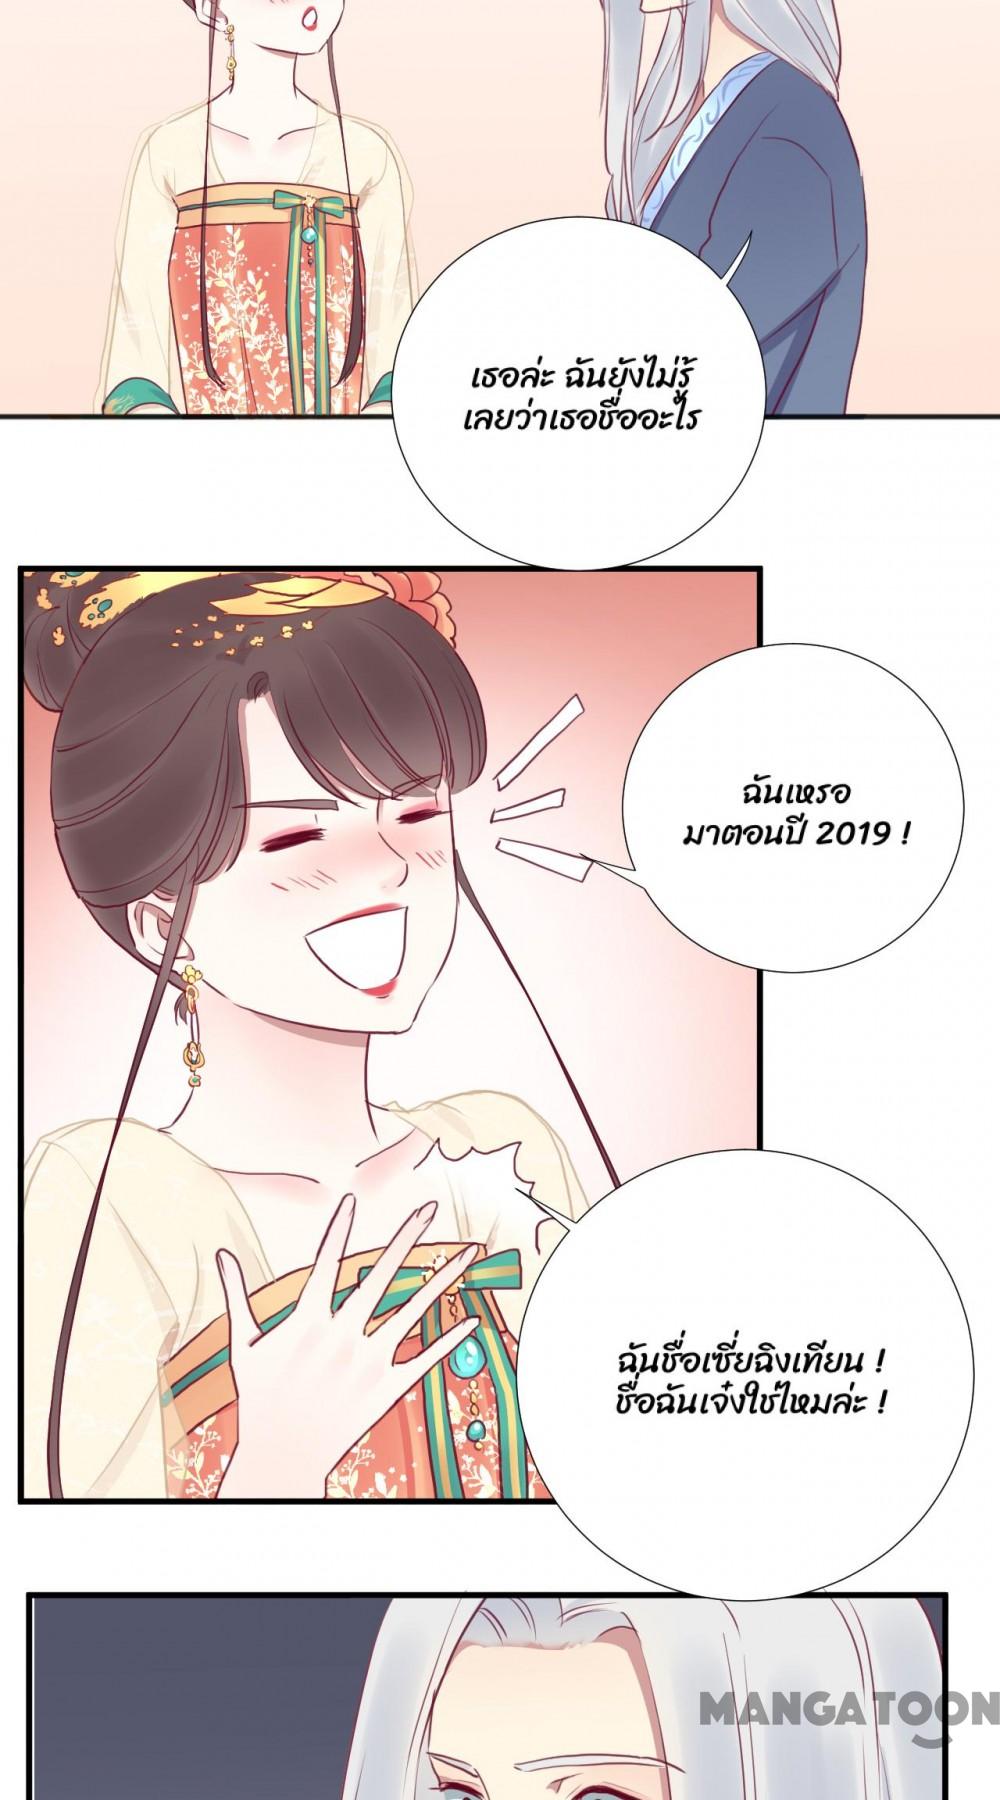 เธอล่ะ ฉันยังไม่รู้
เลยว่าเธอชื่ออะไร
ฉันเหรอ
มาตอนปี 2019 !
ฉันชื่อเซี่ยฉิงเทียน !
ชื่อฉันเจ๋งใช่ไหมล่ะ !
MANGATOON